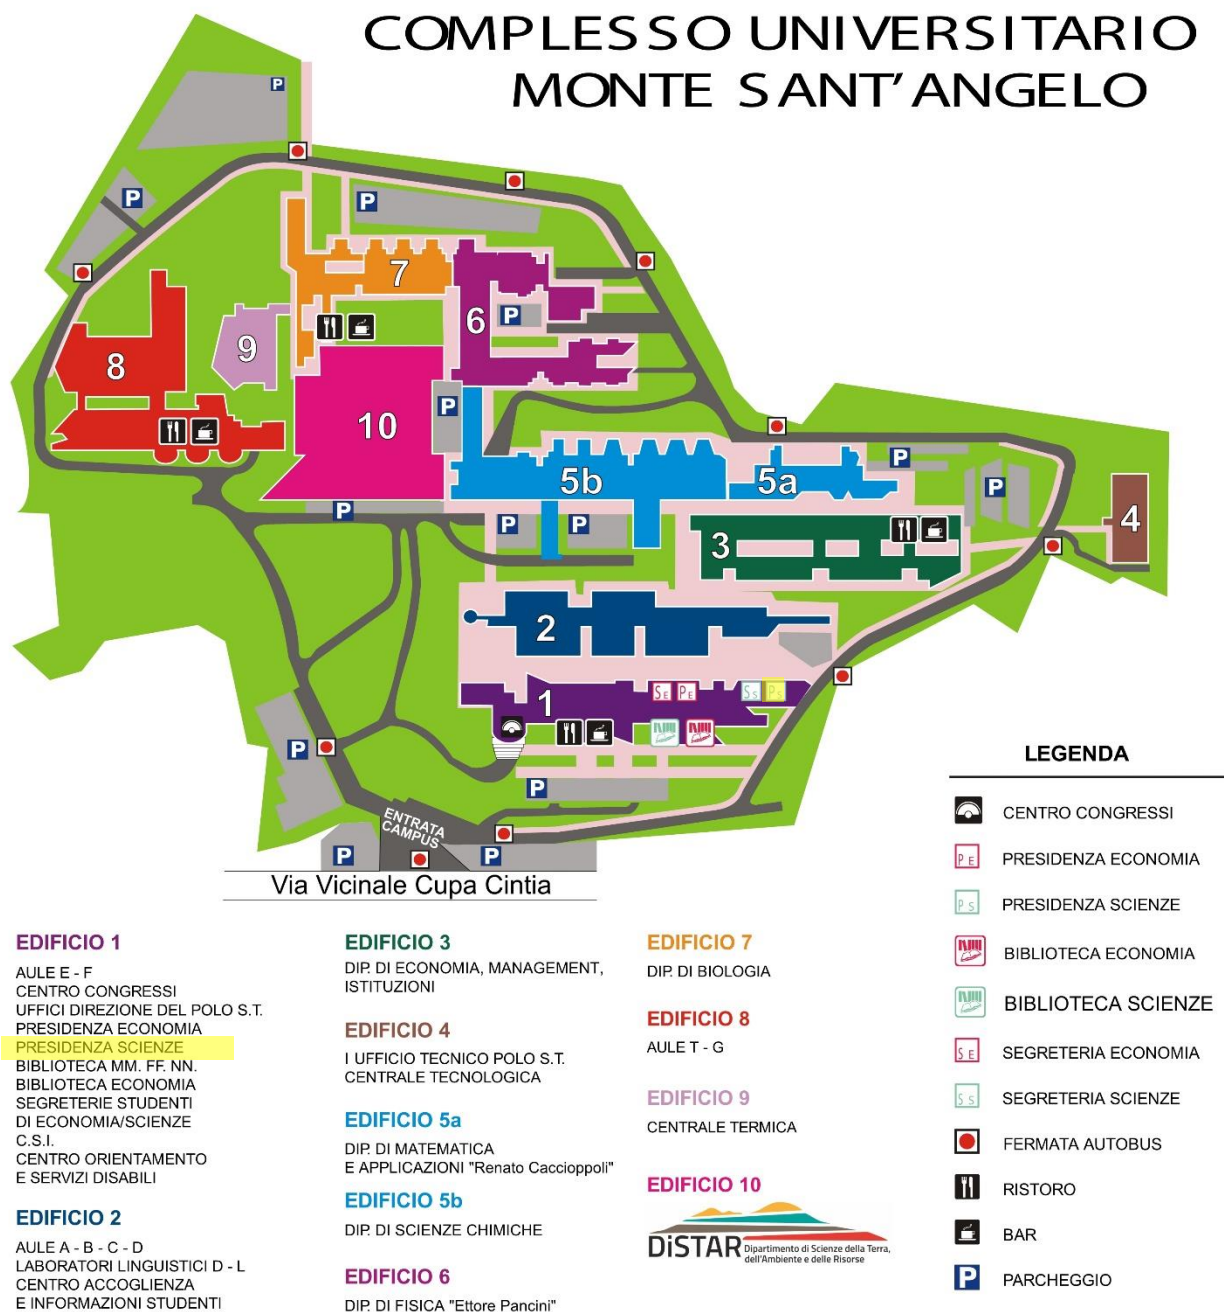 COMPLESSO UNIVERSITARIO
MONTE SANT'ANGELO
P
P
P
7
6
P
8
9
P
10
5b
5a
P
P
P
P
P
3
4
2
SE
PE
Ss
Ps
1
P
P
ENTRATA
CAMPUS
P
P
Via Vicinale Cupa Cintia
LEGENDA
CENTRO CONGRESSI
PE PRESIDENZA ECONOMIA
Ps PRESIDENZA SCIENZE
BIBLIOTECA ECONOMIA
BIBLIOTECA SCIENZE
SE SEGRETERIA ECONOMIA
Ss SEGRETERIA SCIENZE
FERMATA AUTOBUS
RISTORO
BAR
P PARCHEGGIO
EDIFICIO 1
AULE E - F
CENTRO CONGRESSI
UFFICI DIREZIONE DEL POLO S.T.
PRESIDENZA ECONOMIA
PRESIDENZA SCIENZE
BIBLIOTECA MM. FF. NN.
BIBLIOTECA ECONOMIA
SEGRETERIE STUDENTI
DI ECONOMIA/SCIENZE
C.S.I.
CENTRO ORIENTAMENTO
E SERVIZI DISABILI
EDIFICIO 2
AULE A - B - C - D
LABORATORI LINGUISTICI D - L
CENTRO ACCOGLIENZA
E INFORMAZIONI STUDENTI
EDIFICIO 3
DIP. DI ECONOMIA, MANAGEMENT,
ISTITUZIONI
EDIFICIO 4
I UFFICIO TECNICO POLO S.T.
CENTRALE TECNOLOGICA
EDIFICIO 5a
DIP. DI MATEMATICA
E APPLICAZIONI "Renato Caccioppoli"
EDIFICIO 5b
DIP. DI SCIENZE CHIMICHE
EDIFICIO 6
DIP. DI FISICA "Ettore Pancini"
EDIFICIO 7
DIP. DI BIOLOGIA
EDIFICIO 8
AULE T - G
EDIFICIO 9
CENTRALE TERMICA
EDIFICIO 10
DiSTAR Dipartimento di Scienze della Terra,
dell'Ambiente e delle Risorse